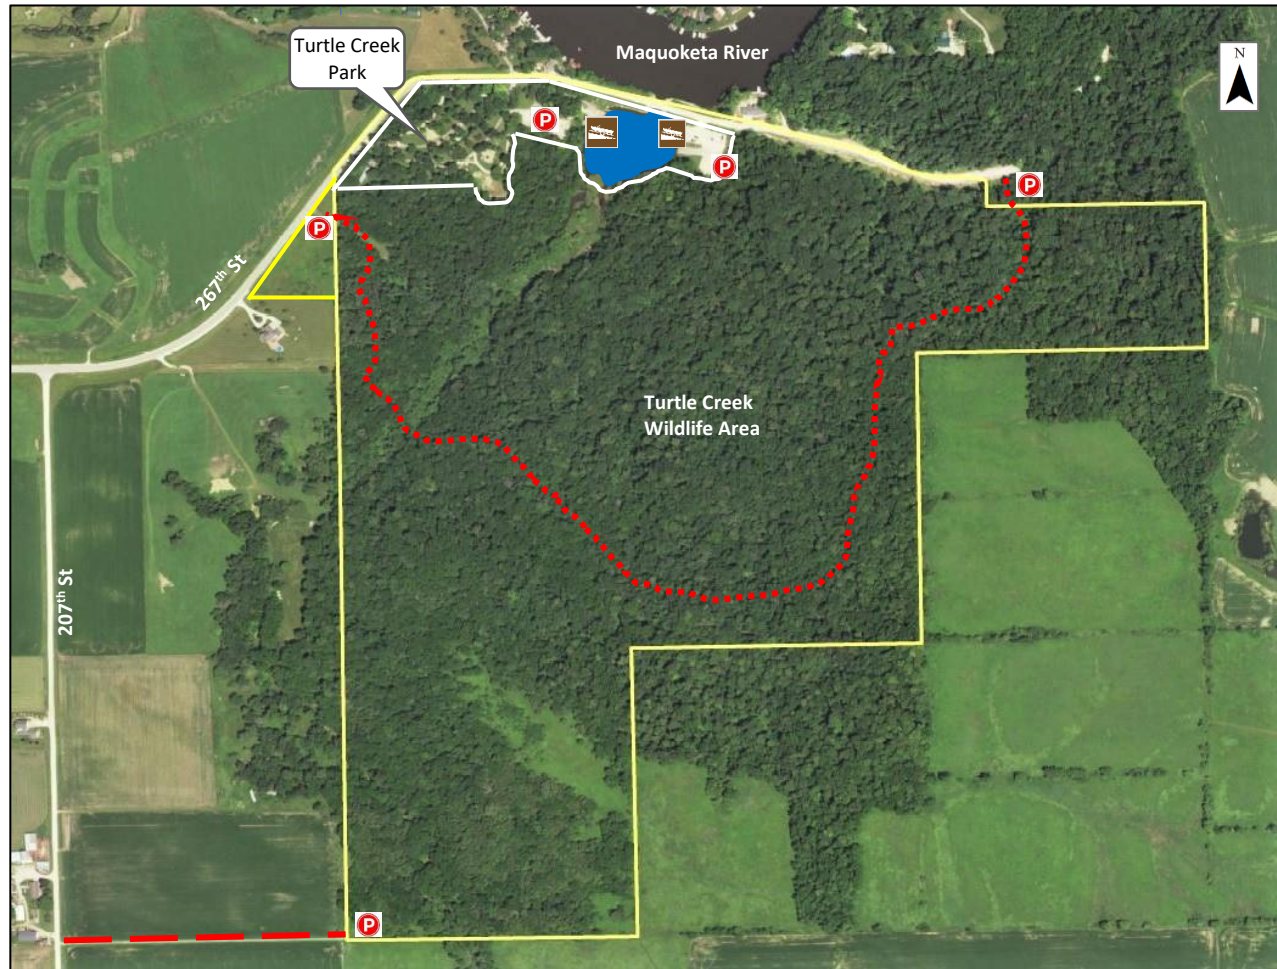 Turtle Creek
Park
Maquoketa River
N
P
P
P
P
267th St
Turtle Creek
Wildlife Area
207th St
P